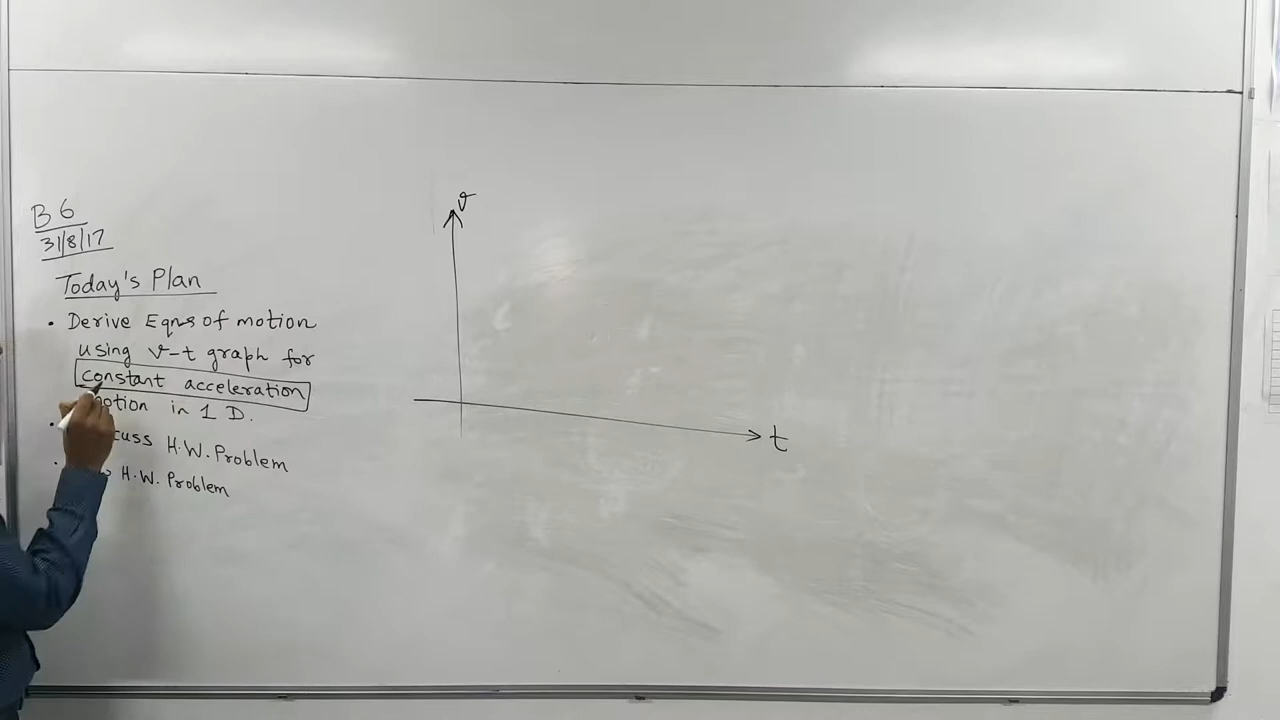 B 6
31/8/17
Today's Plan
• Derive Eqns of motion
using v-t graph for
constant acceleration
motion in 1 D.
• cuss H.W. Problem
• H.W. Problem
v
t